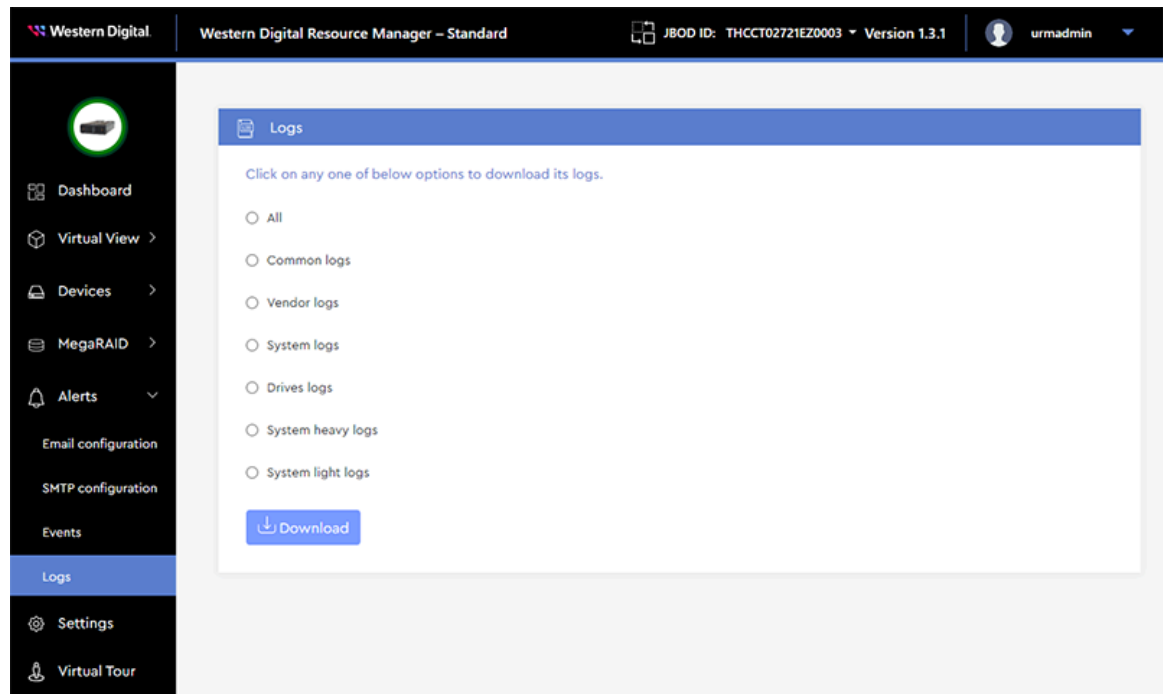 Western Digital.
Western Digital Resource Manager – Standard
JBOD ID: THCCT02721EZ0003
Version 1.3.1
urmadmin
Dashboard
Virtual View
Devices
MegaRAID
Alerts
Email configuration
SMTP configuration
Events
Logs
Settings
Virtual Tour
Logs
Click on any one of below options to download its logs.
All
Common logs
Vendor logs
System logs
Drives logs
System heavy logs
System light logs
Download